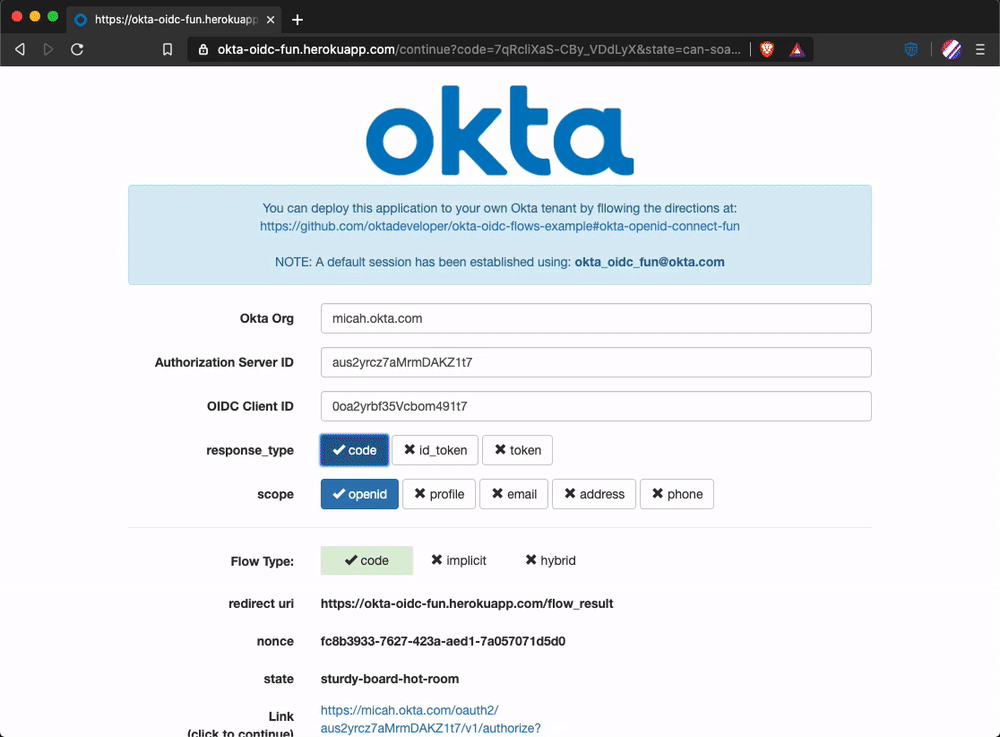 https://okta-oidc-fun.herokuapp
okta-oidc-fun.herokuapp.com/continue?code=7qRcliXaS-CBy_VDdLyX&state=can-soa...
okta
You can deploy this application to your own Okta tenant by fllowing the directions at:
https://github.com/oktadeveloper/okta-oidc-flows-example#okta-openid-connect-fun
NOTE: A default session has been established using: okta_oidc_fun@okta.com
Okta Org micah.okta.com
Authorization Server ID aus2yrcz7aMrmDAKZ1t7
OIDC Client ID 0oa2yrbf35Vcbom491t7
response_type code id_token token
scope openid profile email address phone
Flow Type: code implicit hybrid
redirect uri https://okta-oidc-fun.herokuapp.com/flow_result
nonce fc8b3933-7627-423a-aed1-7a057071d5d0
state sturdy-board-hot-room
Link https://micah.okta.com/oauth2/
(click to continue) aus2yrcz7aMrmDAKZ1t7/v1/authorize?